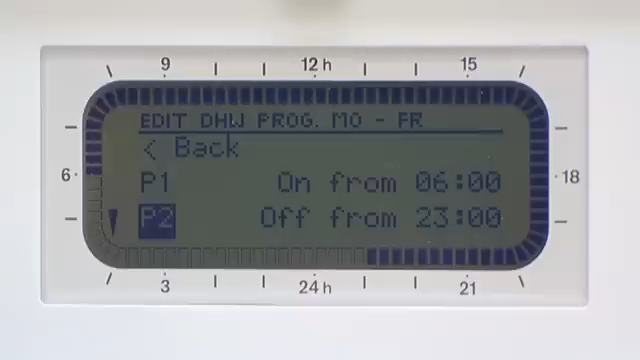 9 12 h 15
EDIT DHW PROG. MO - FR
< Back
P1 On from 06:00
6 18
P2 Off from 23:00
3 24 h 21